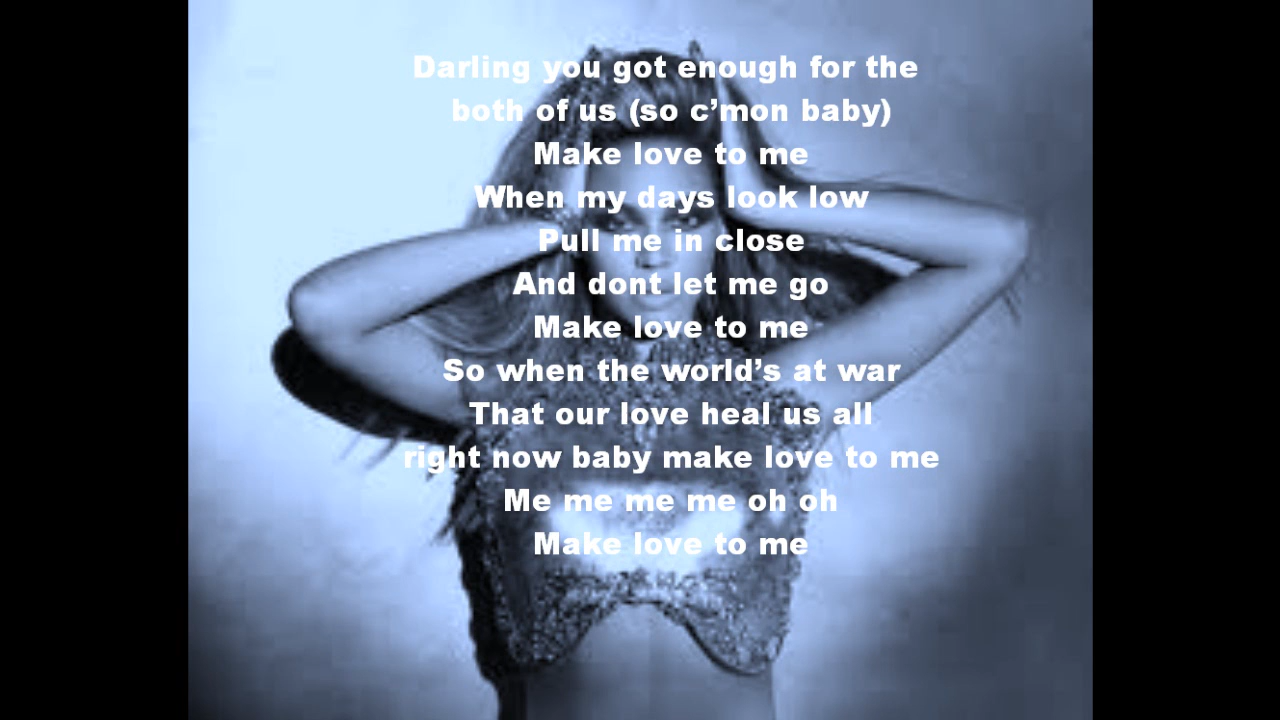 Darling you got enough for the
both of us (so c’mon baby)
Make love to me
When my days look low
Pull me in close
And dont let me go
Make love to me
So when the world’s at war
That our love heal us all
right now baby make love to me
Me me me me oh oh
Make love to me